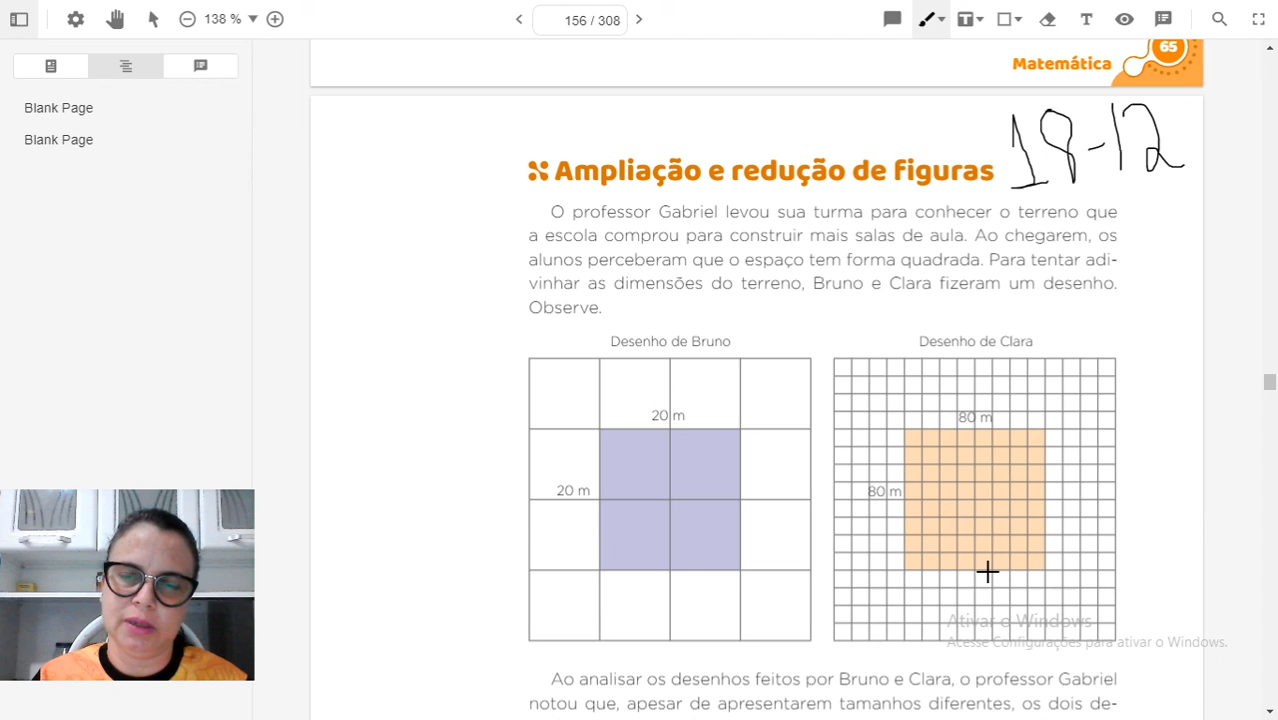 138 %
156 / 308
Blank Page
Blank Page
65
Matemática
18-12
Ampliação e redução de figuras
O professor Gabriel levou sua turma para conhecer o terreno que
a escola comprou para construir mais salas de aula. Ao chegarem, os
alunos perceberam que o espaço tem forma quadrada. Para tentar adi-
vinhar as dimensões do terreno, Bruno e Clara fizeram um desenho.
Observe.
Desenho de Bruno
20 m
20 m
Desenho de Clara
80 m
80 m
Ativar o Windows
Acesse Configurações para ativar o Windows.
Ao analisar os desenhos feitos por Bruno e Clara, o professor Gabriel
notou que, apesar de apresentarem tamanhos diferentes, os dois de-